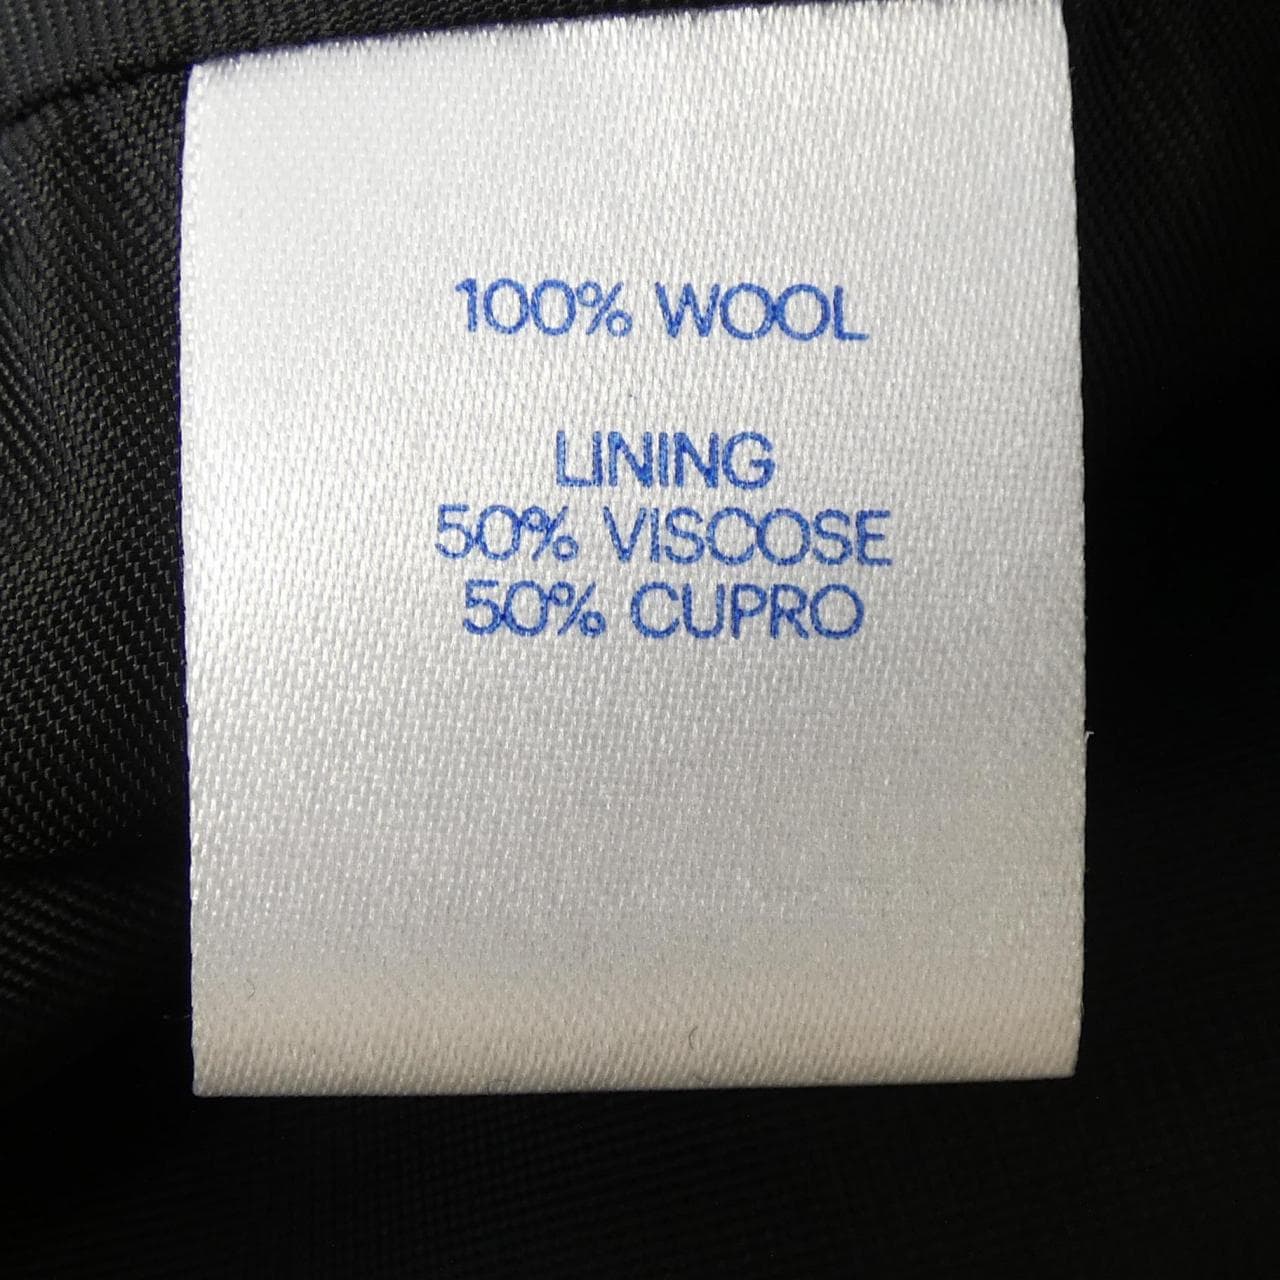 100% WOOL
LINING
50% VISCOSE
50% CUPRO